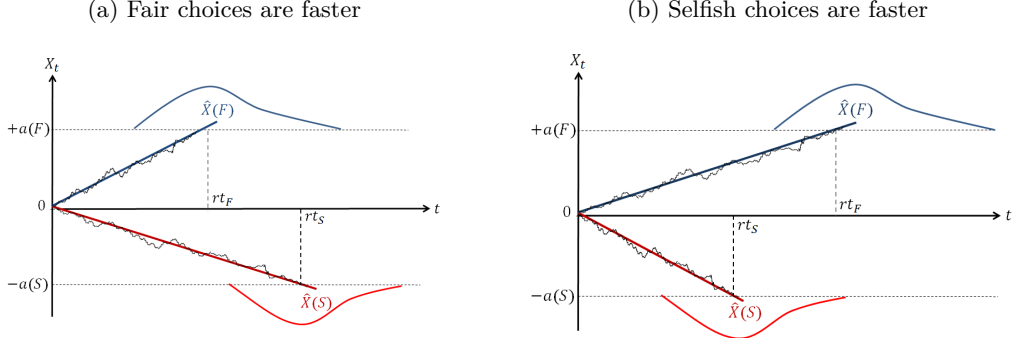 (a) Fair choices are faster
X_t
+a(F)
X̂(F)
0
rt_F
t
rt_S
−a(S)
X̂(S)
(b) Selfish choices are faster
X_t
+a(F)
X̂(F)
0
rt_S
rt_F
t
−a(S)
X̂(S)